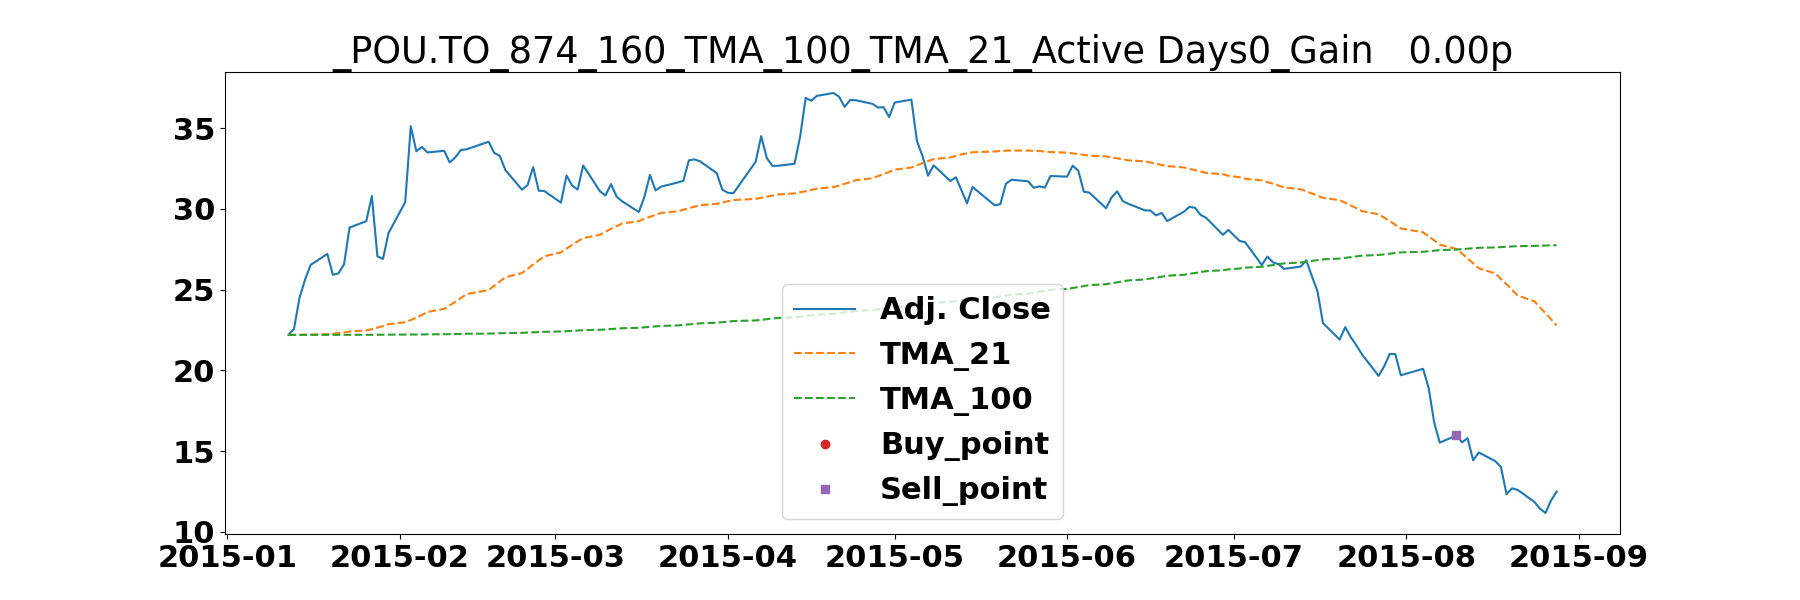 _POU.TO_874_160_TMA_100_TMA_21_Active Days0_Gain   0.00p
35
30
25
20
15
10
Adj. Close
TMA_21
TMA_100
Buy_point
Sell_point
2015-01 2015-02 2015-03 2015-04 2015-05 2015-06 2015-07 2015-08 2015-09